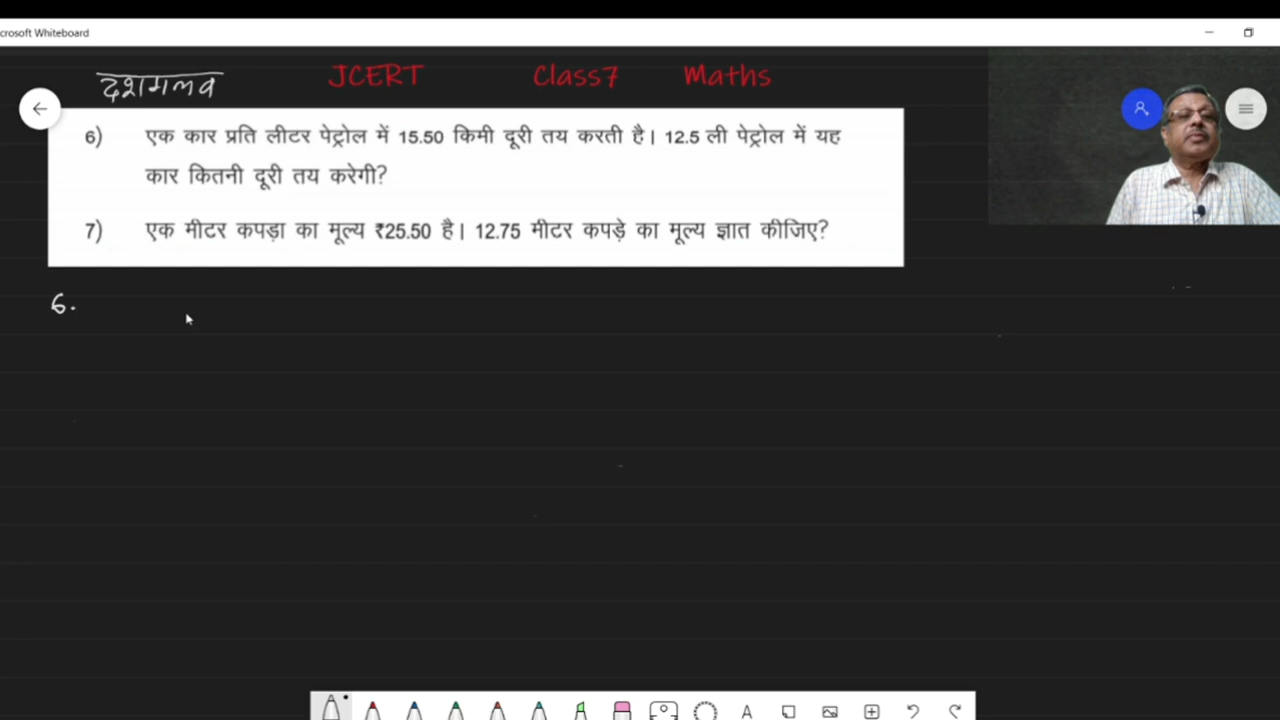 crosoft Whiteboard
दशमलव JCERT Class7 Maths
6) एक कार प्रति लीटर पेट्रोल में 15.50 किमी दूरी तय करती है। 12.5 ली पेट्रोल में यह
कार कितनी दूरी तय करेगी?
7) एक मीटर कपड़ा का मूल्य ₹25.50 है। 12.75 मीटर कपड़े का मूल्य ज्ञात कीजिए?
6.
A